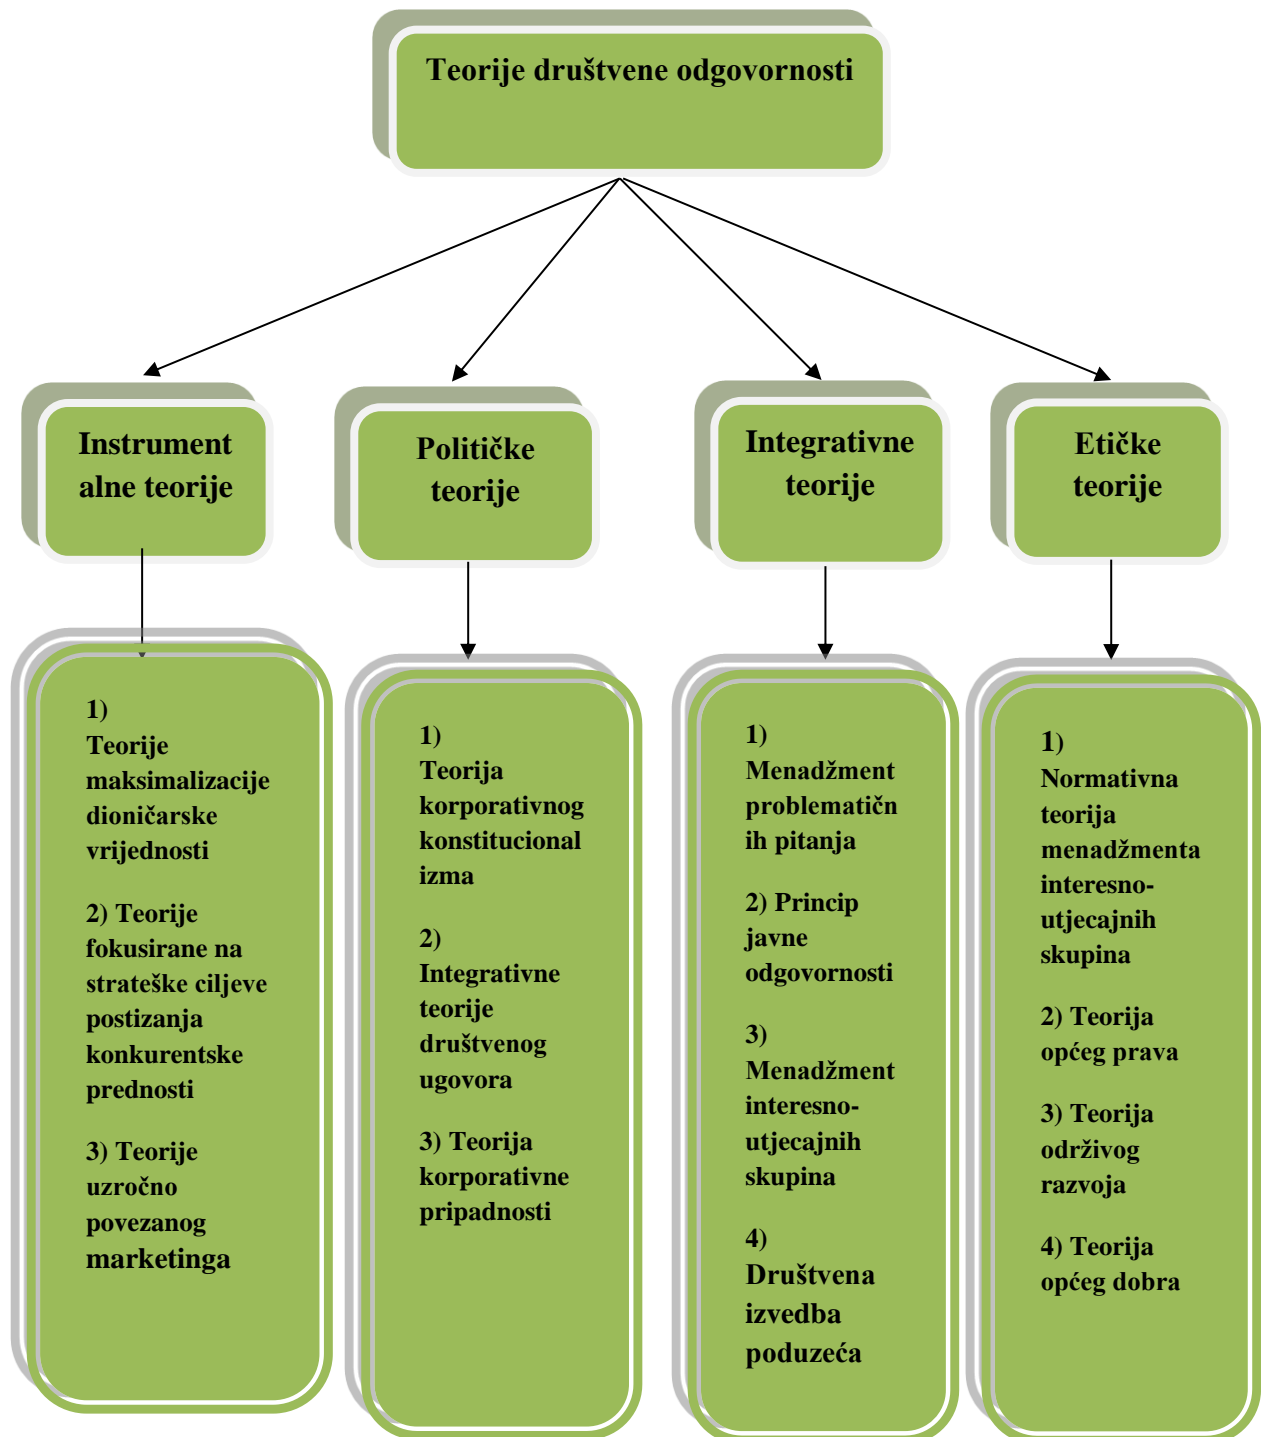 Teorije društvene odgovornosti
Instrument
alne teorije
Političke
teorije
Integrativne
teorije
Etičke
teorije
1)
Teorije
maksimalizacije
dioničarske
vrijednosti
2) Teorije
fokusirane na
strateške ciljeve
postizanja
konkurentske
prednosti
3) Teorije
uzročno
povezanog
marketinga
1)
Teorija
korporativnog
konstitucional
izma
2)
Integrativne
teorije
društvenog
ugovora
3) Teorija
korporativne
pripadnosti
1)
Menadžment
problematičn
ih pitanja
2) Princip
javne
odgovornosti
3)
Menadžment
interesno-
utjecajnih
skupina
4)
Društvena
izvedba
poduzeća
1)
Normativna
teorija
menadžmenta
interesno-
utjecajnih
skupina
2) Teorija
općeg prava
3) Teorija
održivog
razvoja
4) Teorija
općeg dobra